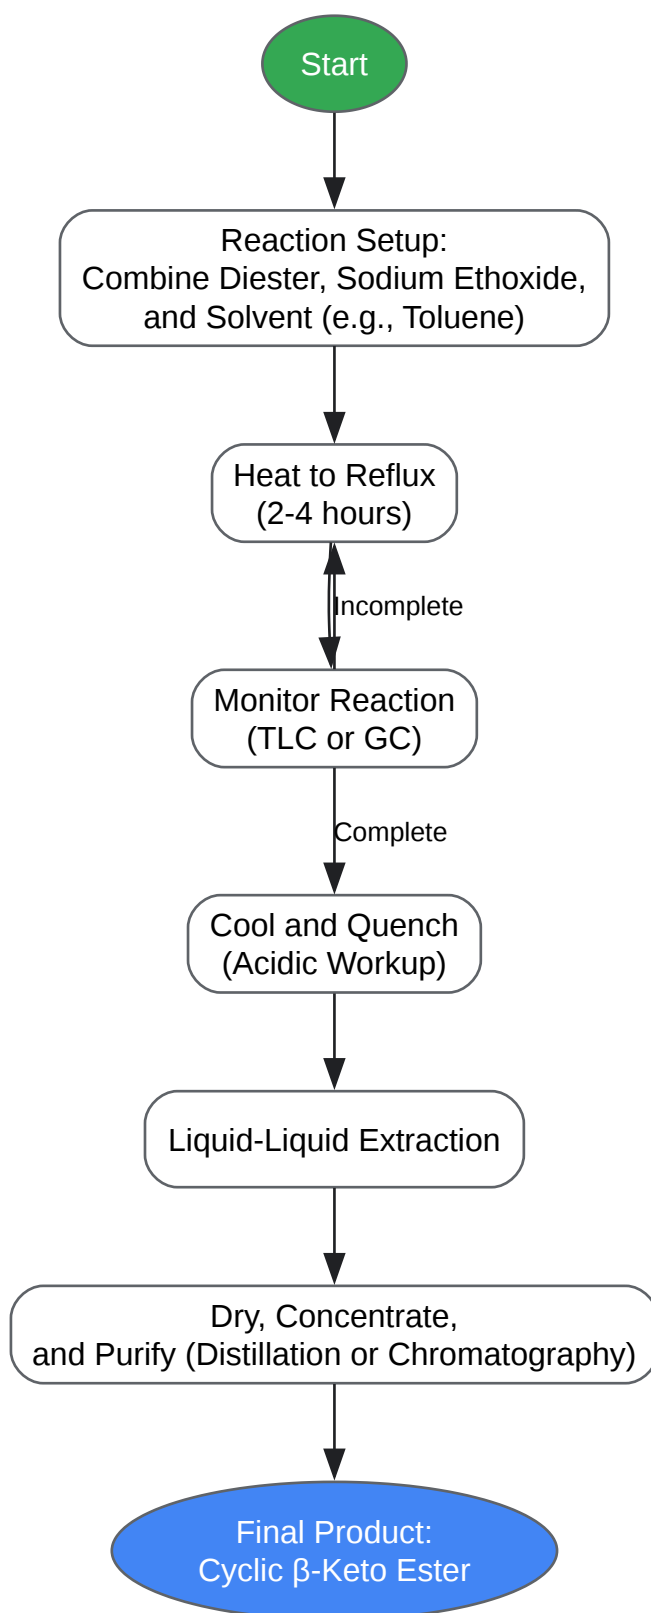 Start
Reaction Setup:
Combine Diester, Sodium Ethoxide,
and Solvent (e.g., Toluene)
Heat to Reflux
(2-4 hours)
Incomplete
Monitor Reaction
(TLC or GC)
Complete
Cool and Quench
(Acidic Workup)
Liquid-Liquid Extraction
Dry, Concentrate,
and Purify (Distillation or Chromatography)
Final Product:
Cyclic β-Keto Ester